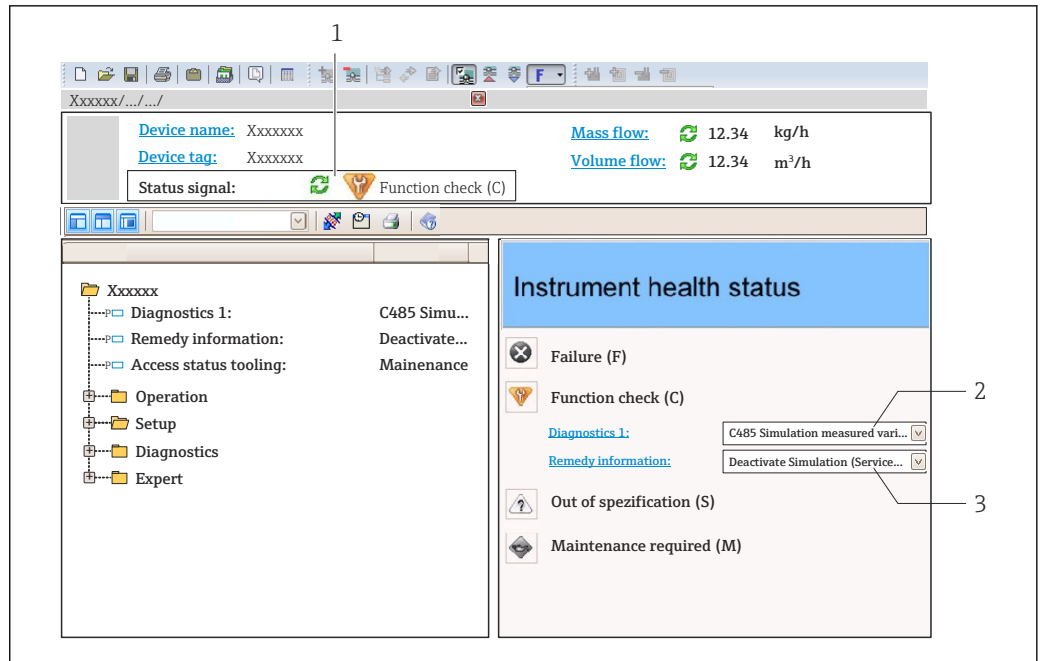 1
F
Xxxxxx/.../.../
Device name: Xxxxxxx
Mass flow: 12.34 kg/h
Device tag: Xxxxxxx
Volume flow: 12.34 m³/h
Status signal: Function check (C)
Instrument health status
Xxxxxx
P Diagnostics 1: C485 Simu...
P Remedy information: Deactivate...
P Access status tooling: Mainenance
Operation
Setup
Diagnostics
Expert
Failure (F)
Function check (C)
2
Diagnostics 1: C485 Simulation measured vari...
Remedy information: Deactivate Simulation (Service...
Out of spezification (S)
3
Maintenance required (M)